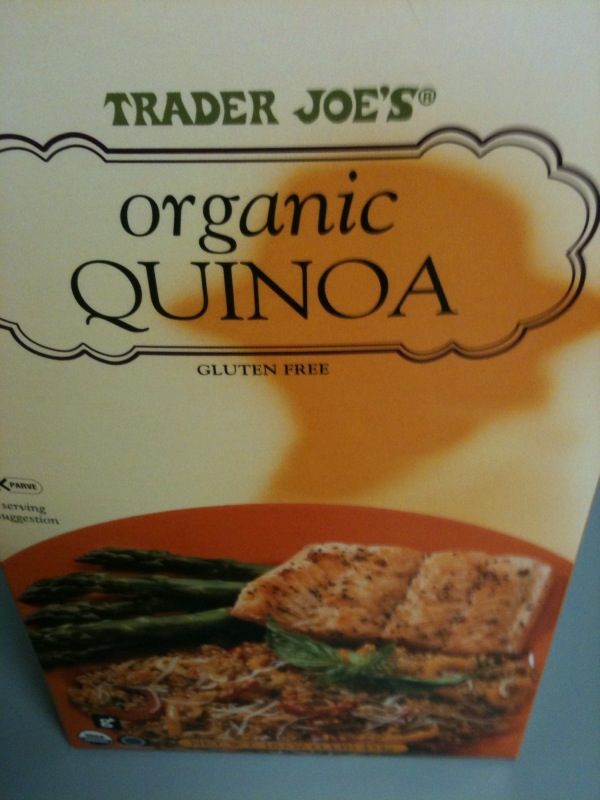 TRADER JOE'S®
organic
QUINOA
GLUTEN FREE
K PARVE
serving
suggestion